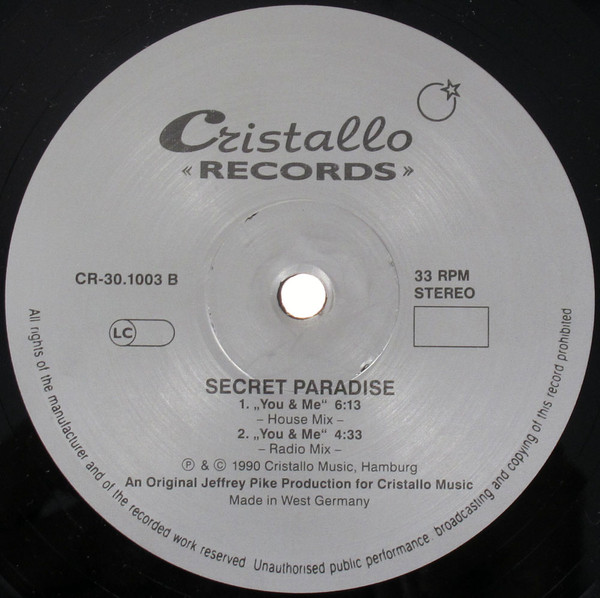 Cristallo
«RECORDS»
CR-30.1003 B
33 RPM
STEREO
LC
SECRET PARADISE
1. „You & Me“ 6:13
– House Mix –
2. „You & Me“ 4:33
– Radio Mix –
Ⓟ & © 1990 Cristallo Music, Hamburg
An Original Jeffrey Pike Production for Cristallo Music
Made in West Germany
All rights of the manufacturer and of the recorded work reserved Unauthorised public performance broadcasting and copying of this record prohibited